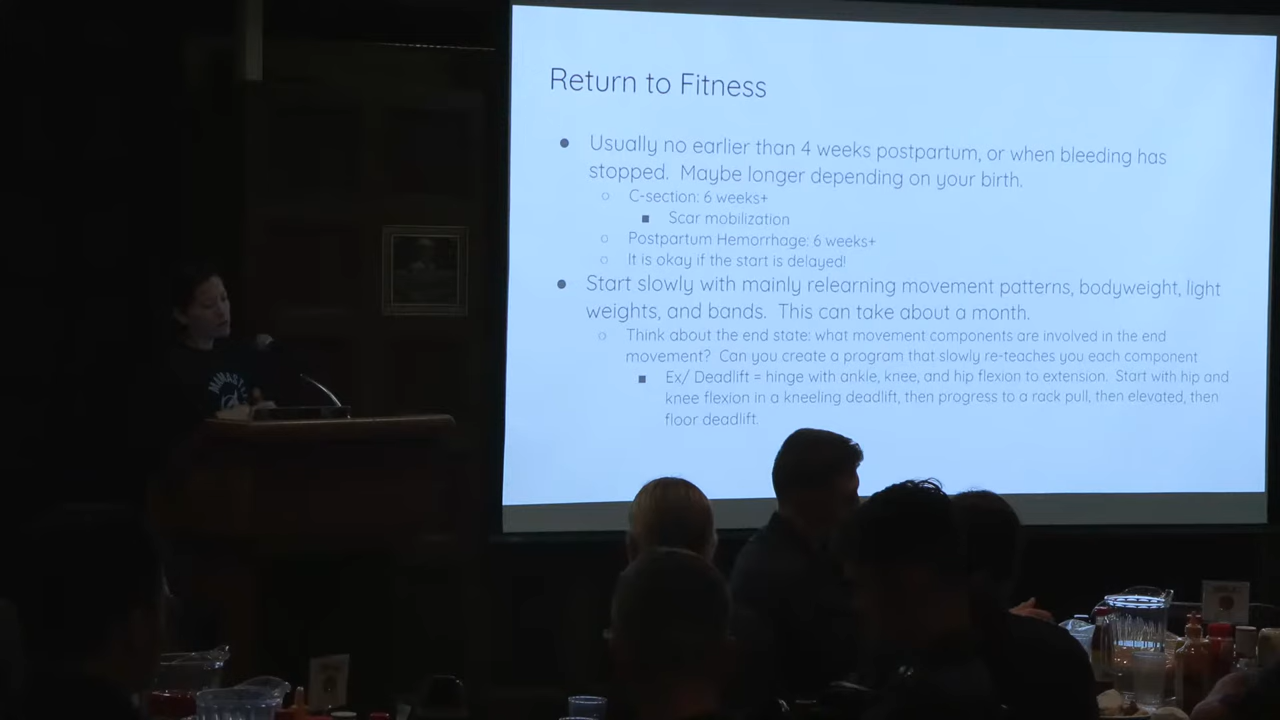 Return to Fitness
● Usually no earlier than 4 weeks postpartum, or when bleeding has
stopped. Maybe longer depending on your birth.
○ C-section: 6 weeks+
■ Scar mobilization
○ Postpartum Hemorrhage: 6 weeks+
○ It is okay if the start is delayed!
● Start slowly with mainly relearning movement patterns, bodyweight, light
weights, and bands. This can take about a month.
○ Think about the end state: what movement components are involved in the end
movement? Can you create a program that slowly re-teaches you each component
■ Ex/ Deadlift = hinge with ankle, knee, and hip flexion to extension. Start with hip and
knee flexion in a kneeling deadlift, then progress to a rack pull, then elevated, then
floor deadlift.